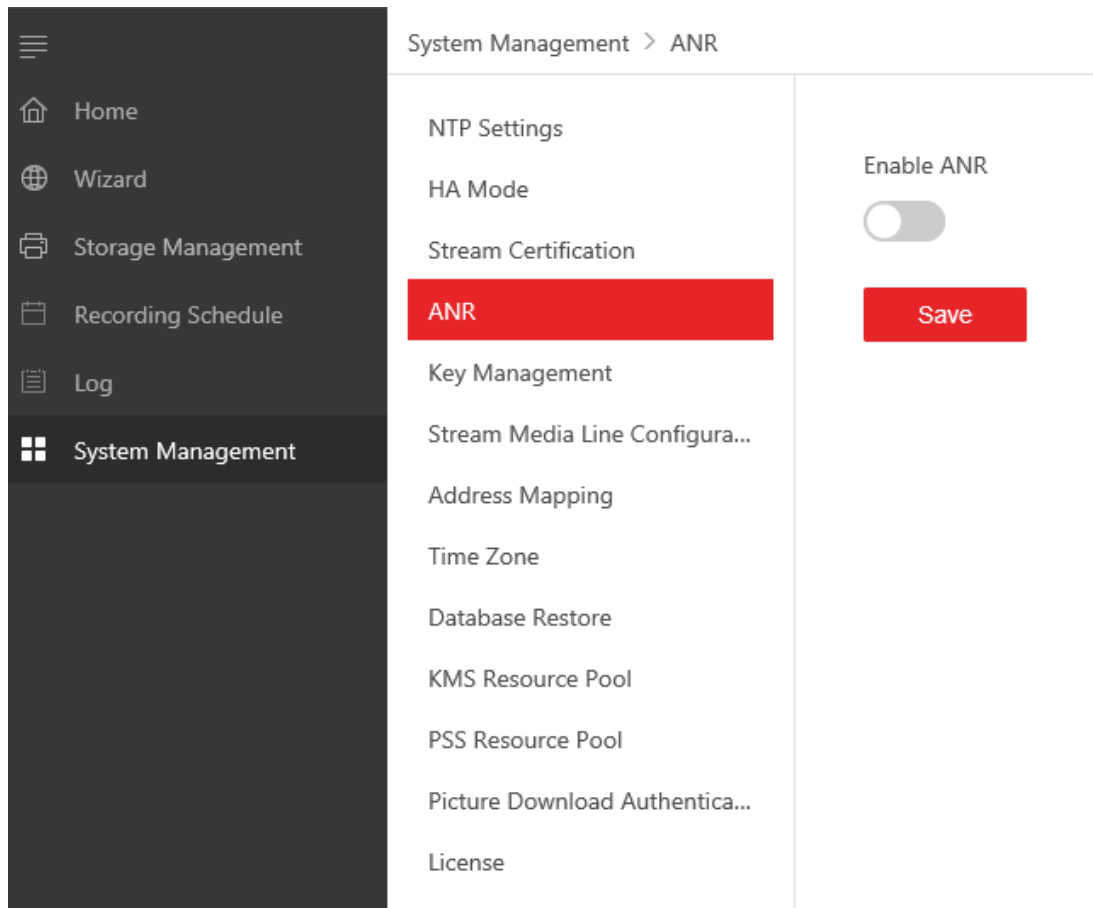 System Management > ANR
Home
Wizard
Storage Management
Recording Schedule
Log
System Management
NTP Settings
HA Mode
Stream Certification
ANR
Key Management
Stream Media Line Configura...
Address Mapping
Time Zone
Database Restore
KMS Resource Pool
PSS Resource Pool
Picture Download Authentica...
License
Enable ANR
Save